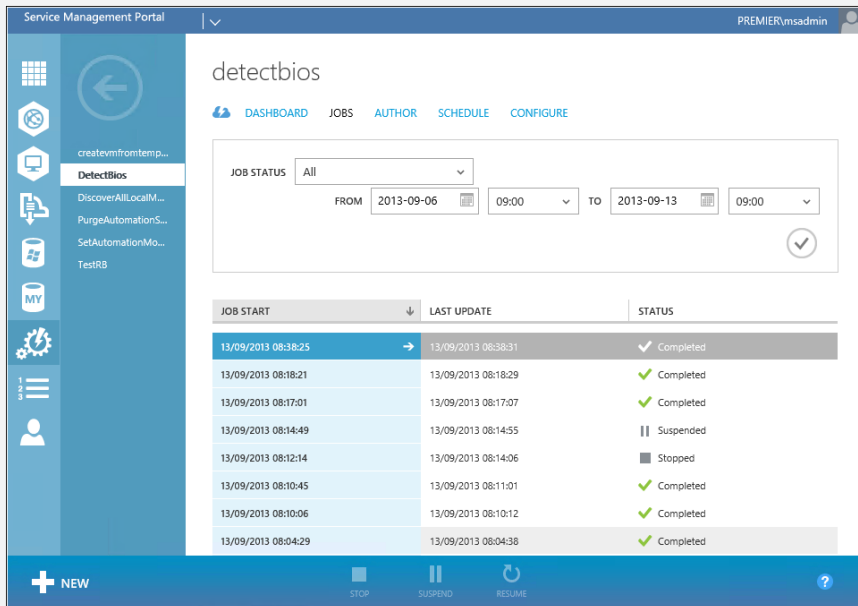 Service Management Portal
PREMIER\msadmin
detectbios
DASHBOARD JOBS AUTHOR SCHEDULE CONFIGURE
createvmfromtemp...
DetectBios
DiscoverAllLocalM...
PurgeAutomationS...
SetAutomationMo...
TestRB
MY
1
2
3
JOB STATUS All
FROM 2013-09-06 09:00 TO 2013-09-13 09:00
JOB START LAST UPDATE STATUS
13/09/2013 08:38:25 13/09/2013 08:38:31 Completed
13/09/2013 08:18:21 13/09/2013 08:18:29 Completed
13/09/2013 08:17:01 13/09/2013 08:17:07 Completed
13/09/2013 08:14:49 13/09/2013 08:14:55 Suspended
13/09/2013 08:12:14 13/09/2013 08:14:06 Stopped
13/09/2013 08:10:45 13/09/2013 08:11:01 Completed
13/09/2013 08:10:06 13/09/2013 08:10:12 Completed
13/09/2013 08:04:29 13/09/2013 08:04:38 Completed
NEW
STOP SUSPEND RESUME
?